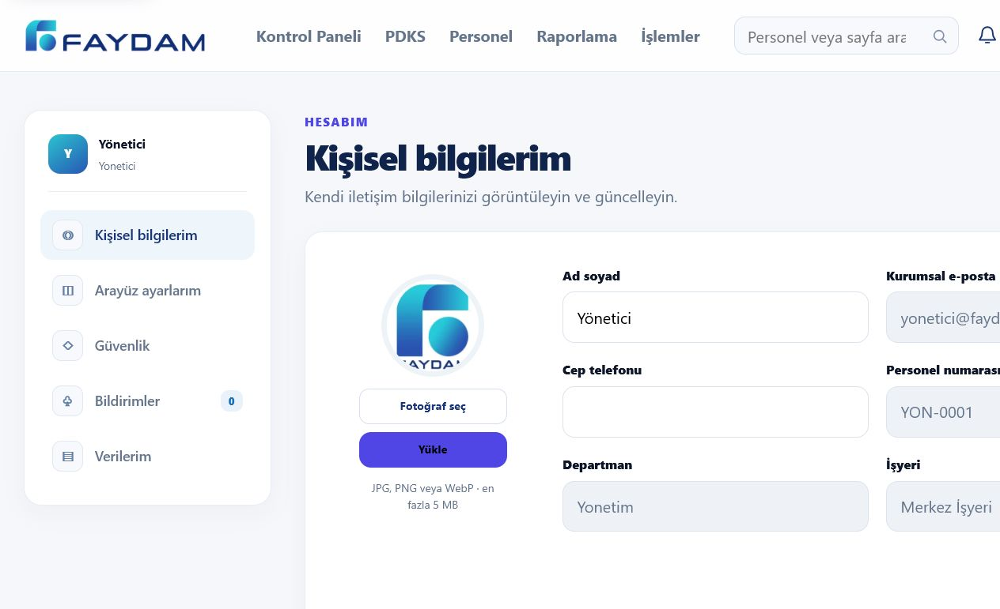 FAYDAM
Kontrol Paneli
PDKS
Personel
Raporlama
İşlemler
Personel veya sayfa ara
Y
Yönetici
Yonetici
Kişisel bilgilerim
Arayüz ayarlarım
Güvenlik
Bildirimler
0
Verilerim
HESABIM
Kişisel bilgilerim
Kendi iletişim bilgilerinizi görüntüleyin ve güncelleyin.
FAYDAM
Fotoğraf seç
Yükle
JPG, PNG veya WebP · en
fazla 5 MB
Ad soyad
Yönetici
Kurumsal e-posta
yonetici@fayd
Cep telefonu
Personel numarası
YON-0001
Departman
Yonetim
İşyeri
Merkez İşyeri